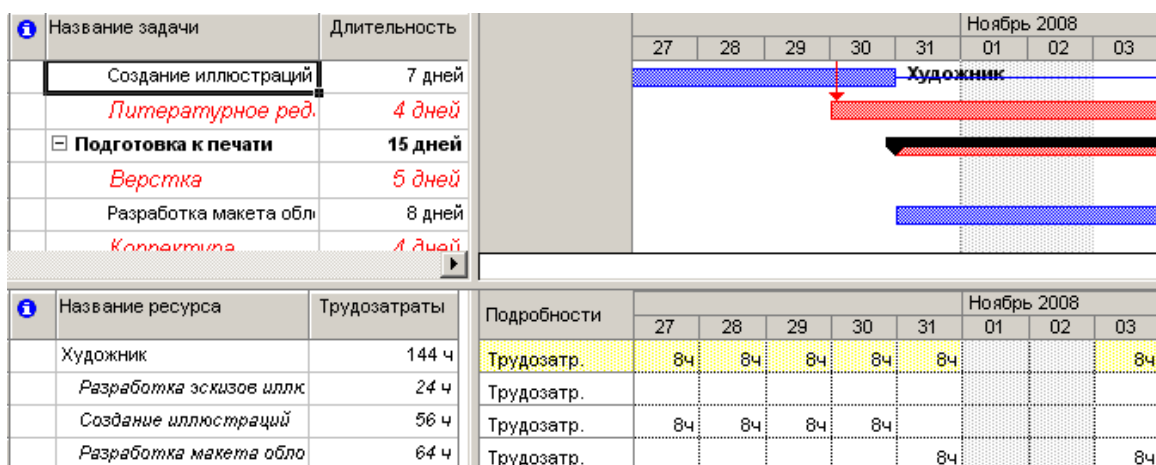 Название задачи Длительность Ноябрь 2008
27 28 29 30 31 01 02 03
Создание иллюстраций 7 дней Художник
Литературное ред. 4 дней
Подготовка к печати 15 дней
Верстка 5 дней
Разработка макета обл 8 дней
Корректура 4 дней
Название ресурса Трудозатраты Подробности Ноябрь 2008
27 28 29 30 31 01 02 03
Художник 144 ч Трудозатр. 8ч 8ч 8ч 8ч 8ч 8ч
Разработка эскизов иллк 24 ч Трудозатр.
Создание иллюстраций 56 ч Трудозатр. 8ч 8ч 8ч 8ч
Разработка макета обло 64 ч Трудозатр. 8ч 8ч